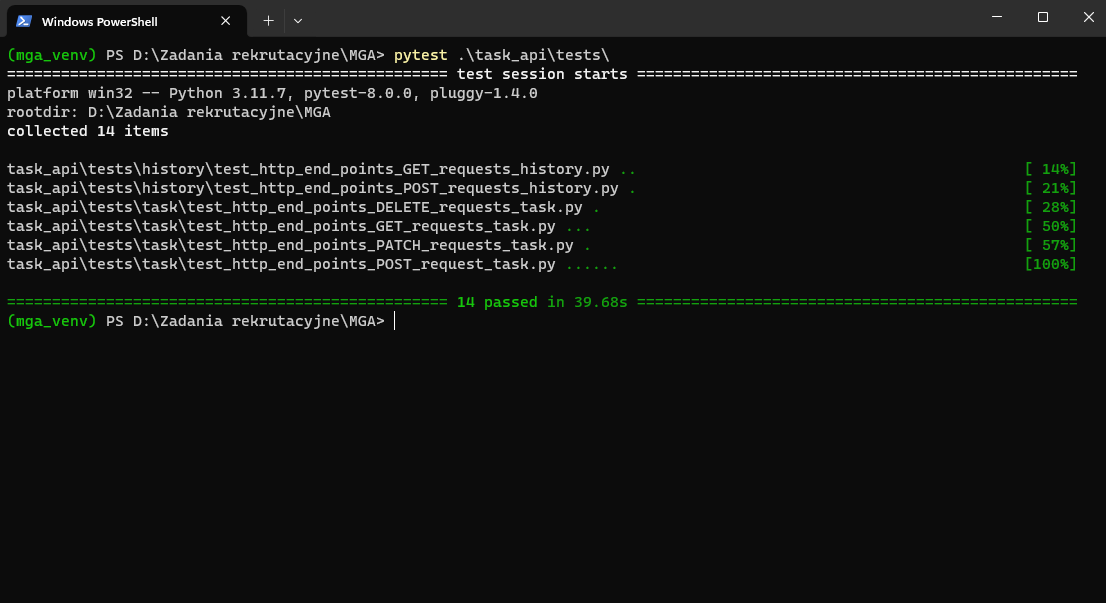 Windows PowerShell
(mga_venv) PS D:\Zadania rekrutacyjne\MGA> pytest .\task_api\tests\
================================================= test session starts =================================================
platform win32 -- Python 3.11.7, pytest-8.0.0, pluggy-1.4.0
rootdir: D:\Zadania rekrutacyjne\MGA
collected 14 items
task_api\tests\history\test_http_end_points_GET_requests_history.py .. [ 14%]
task_api\tests\history\test_http_end_points_POST_requests_history.py . [ 21%]
task_api\tests\task\test_http_end_points_DELETE_requests_task.py . [ 28%]
task_api\tests\task\test_http_end_points_GET_requests_task.py ... [ 50%]
task_api\tests\task\test_http_end_points_PATCH_requests_task.py . [ 57%]
task_api\tests\task\test_http_end_points_POST_request_task.py ...... [100%]
================================================= 14 passed in 39.68s =================================================
(mga_venv) PS D:\Zadania rekrutacyjne\MGA>